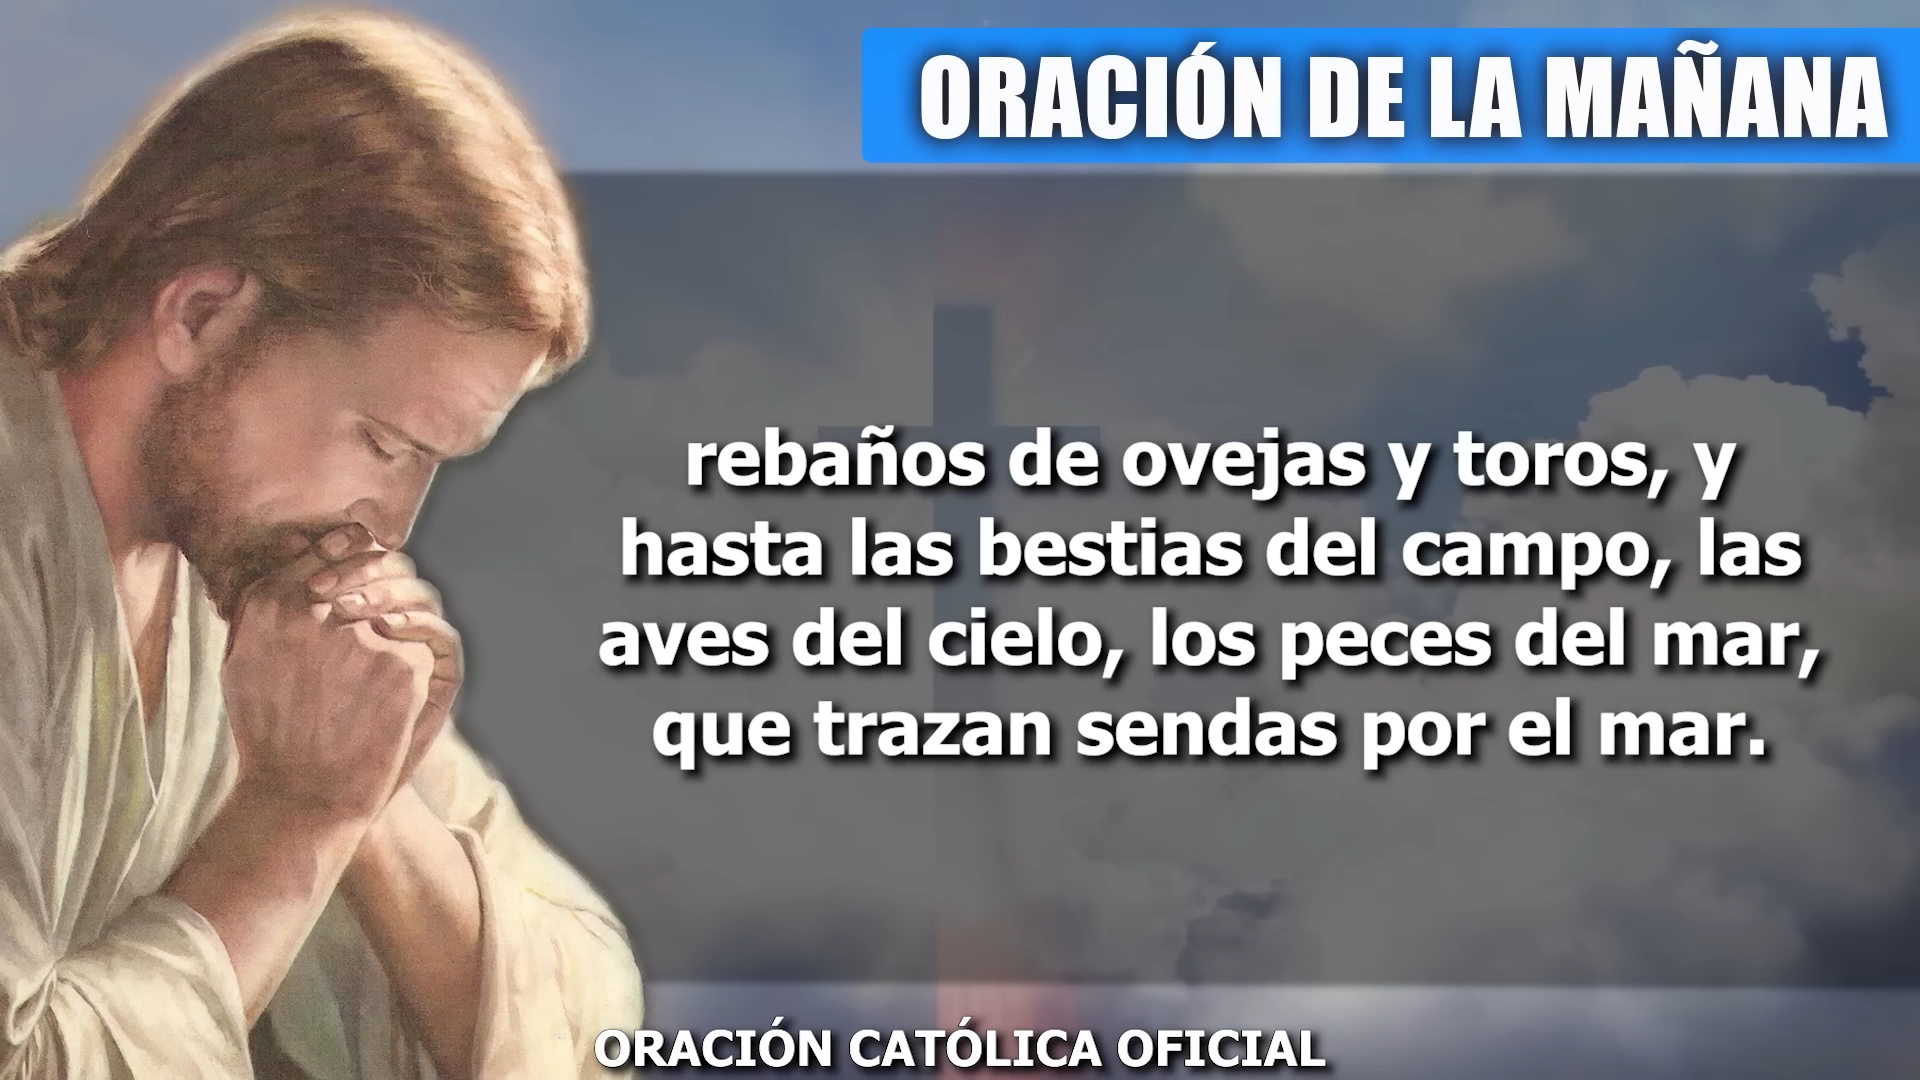 ORACIÓN DE LA MAÑANA
rebaños de ovejas y toros, y
hasta las bestias del campo, las
aves del cielo, los peces del mar,
que trazan sendas por el mar.
ORACIÓN CATÓLICA OFICIAL